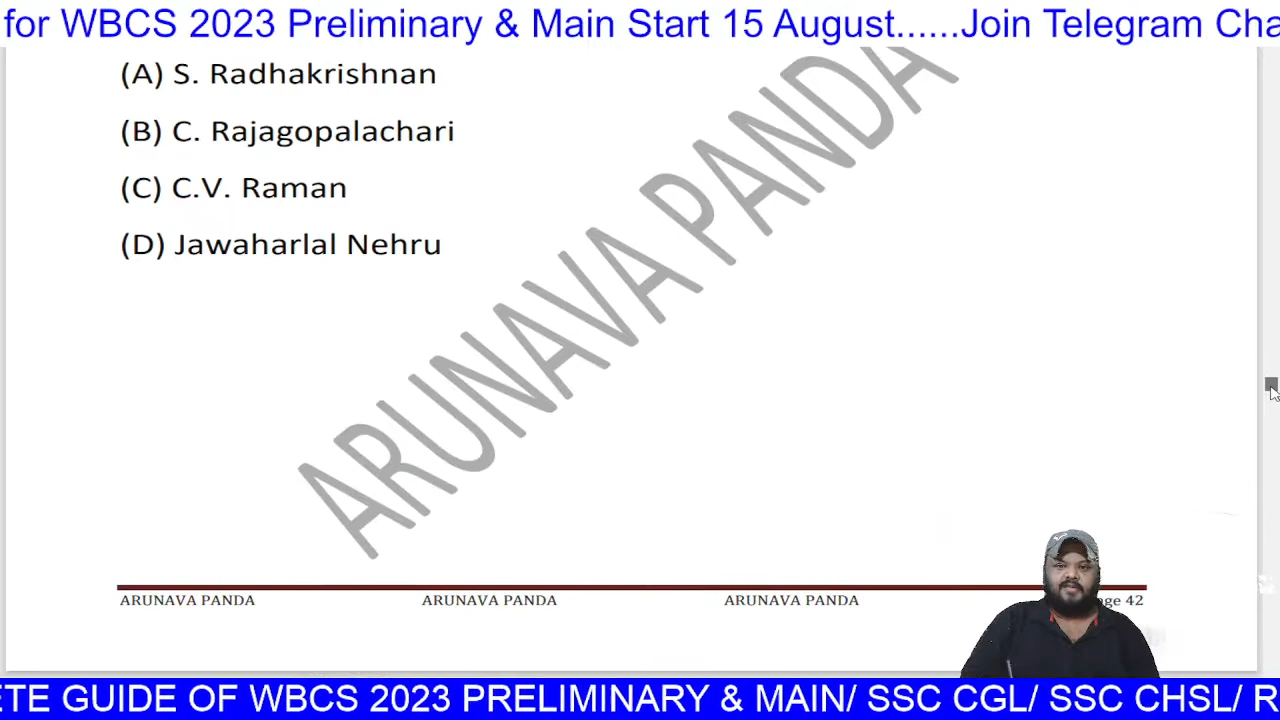 for WBCS 2023 Preliminary & Main Start 15 August......Join Telegram Cha
(A) S. Radhakrishnan
(B) C. Rajagopalachari
(C) C.V. Raman
(D) Jawaharlal Nehru
ARUNAVA PANDA
ARUNAVA PANDA ARUNAVA PANDA ARUNAVA PANDA age 42
ETE GUIDE OF WBCS 2023 PRELIMINARY & MAIN/ SSC CGL/ SSC CHSL/ R